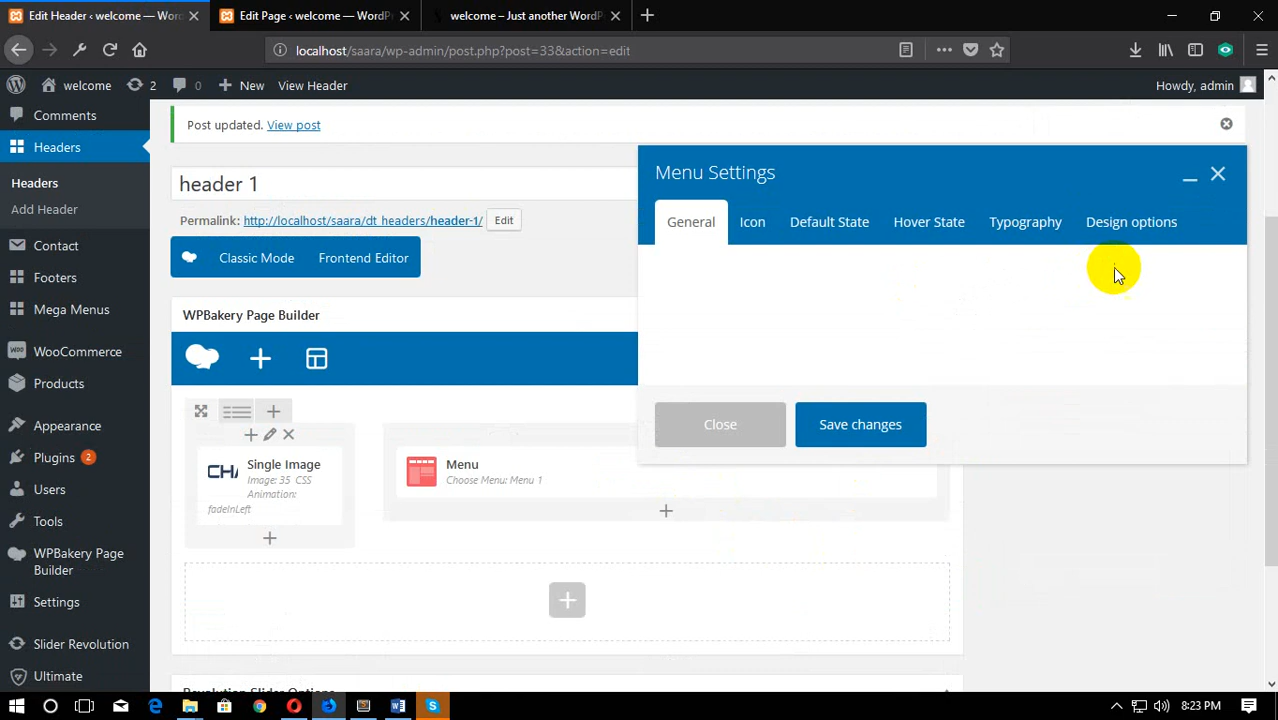 Edit Header ‹ welcome — Wor
Edit Page ‹ welcome — WordPr
welcome – Just another WordP
localhost/saara/wp-admin/post.php?post=33&action=edit
welcome
2
0
New
View Header
Howdy, admin
Comments
Headers
Headers
Add Header
Contact
Footers
Mega Menus
WooCommerce
Products
Appearance
Plugins 2
Users
Tools
WPBakery Page
Builder
Settings
Slider Revolution
Ultimate
Post updated. View post
header 1
Permalink: http://localhost/saara/dt_headers/header-1/ Edit
Classic Mode
Frontend Editor
WPBakery Page Builder
CHA
Single Image
Image: 35 CSS
Animation:
fadeInLeft
Menu
Choose Menu: Menu 1
Revolution Slider Options
Menu Settings
General
Icon
Default State
Hover State
Typography
Design options
Close
Save changes
8:23 PM